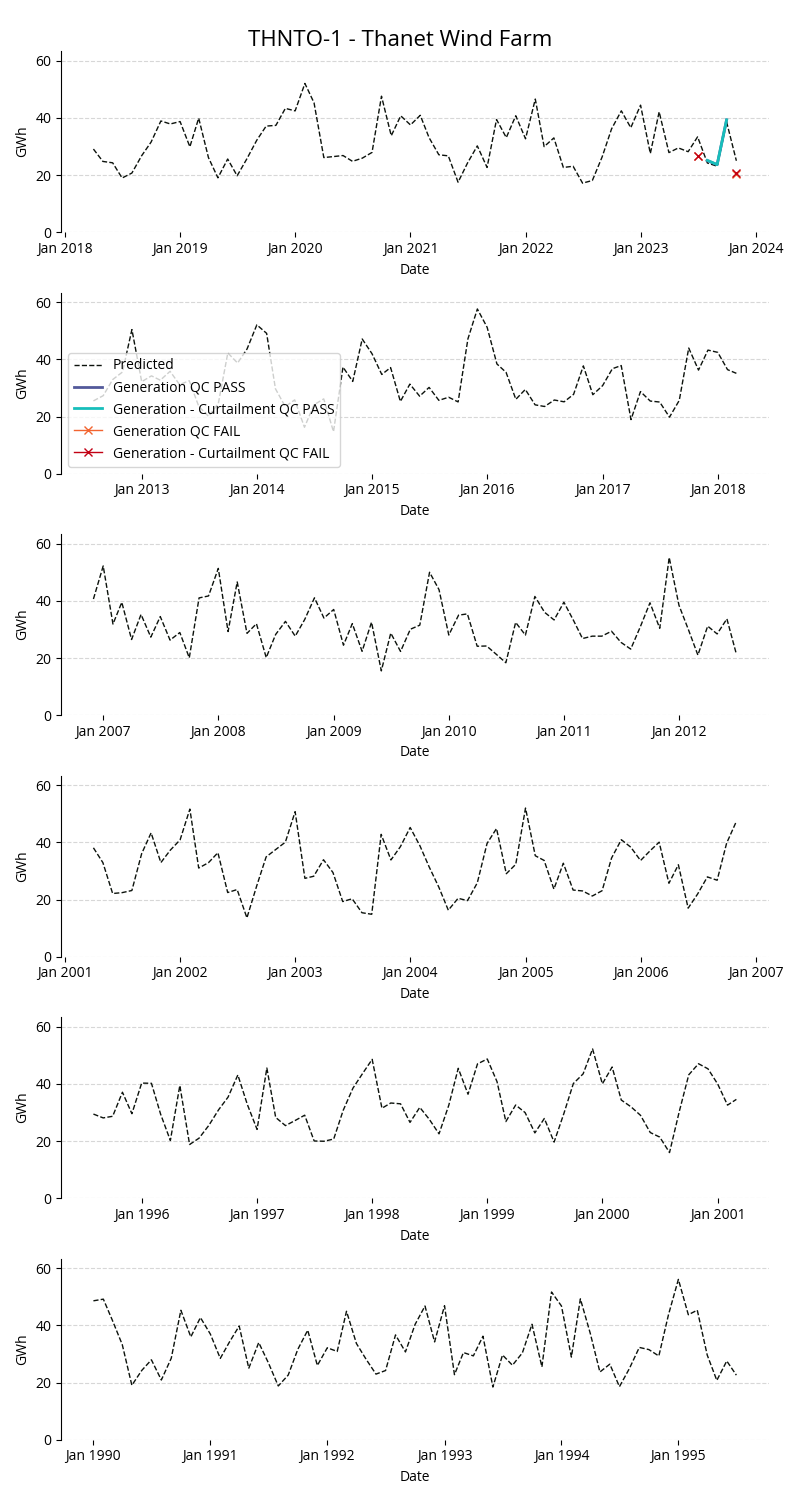 THNTO-1 - Thanet Wind Farm
60
40
20
0
GWh
Jan 2018 Jan 2019 Jan 2020 Jan 2021 Jan 2022 Jan 2023 Jan 2024
Date
60
40
20
0
GWh
Predicted
Generation QC PASS
Generation - Curtailment QC PASS
Generation QC FAIL
Generation - Curtailment QC FAIL
Jan 2013 Jan 2014 Jan 2015 Jan 2016 Jan 2017 Jan 2018
Date
60
40
20
0
GWh
Jan 2007 Jan 2008 Jan 2009 Jan 2010 Jan 2011 Jan 2012
Date
60
40
20
0
GWh
Jan 2001 Jan 2002 Jan 2003 Jan 2004 Jan 2005 Jan 2006 Jan 2007
Date
60
40
20
0
GWh
Jan 1996 Jan 1997 Jan 1998 Jan 1999 Jan 2000 Jan 2001
Date
60
40
20
0
GWh
Jan 1990 Jan 1991 Jan 1992 Jan 1993 Jan 1994 Jan 1995
Date